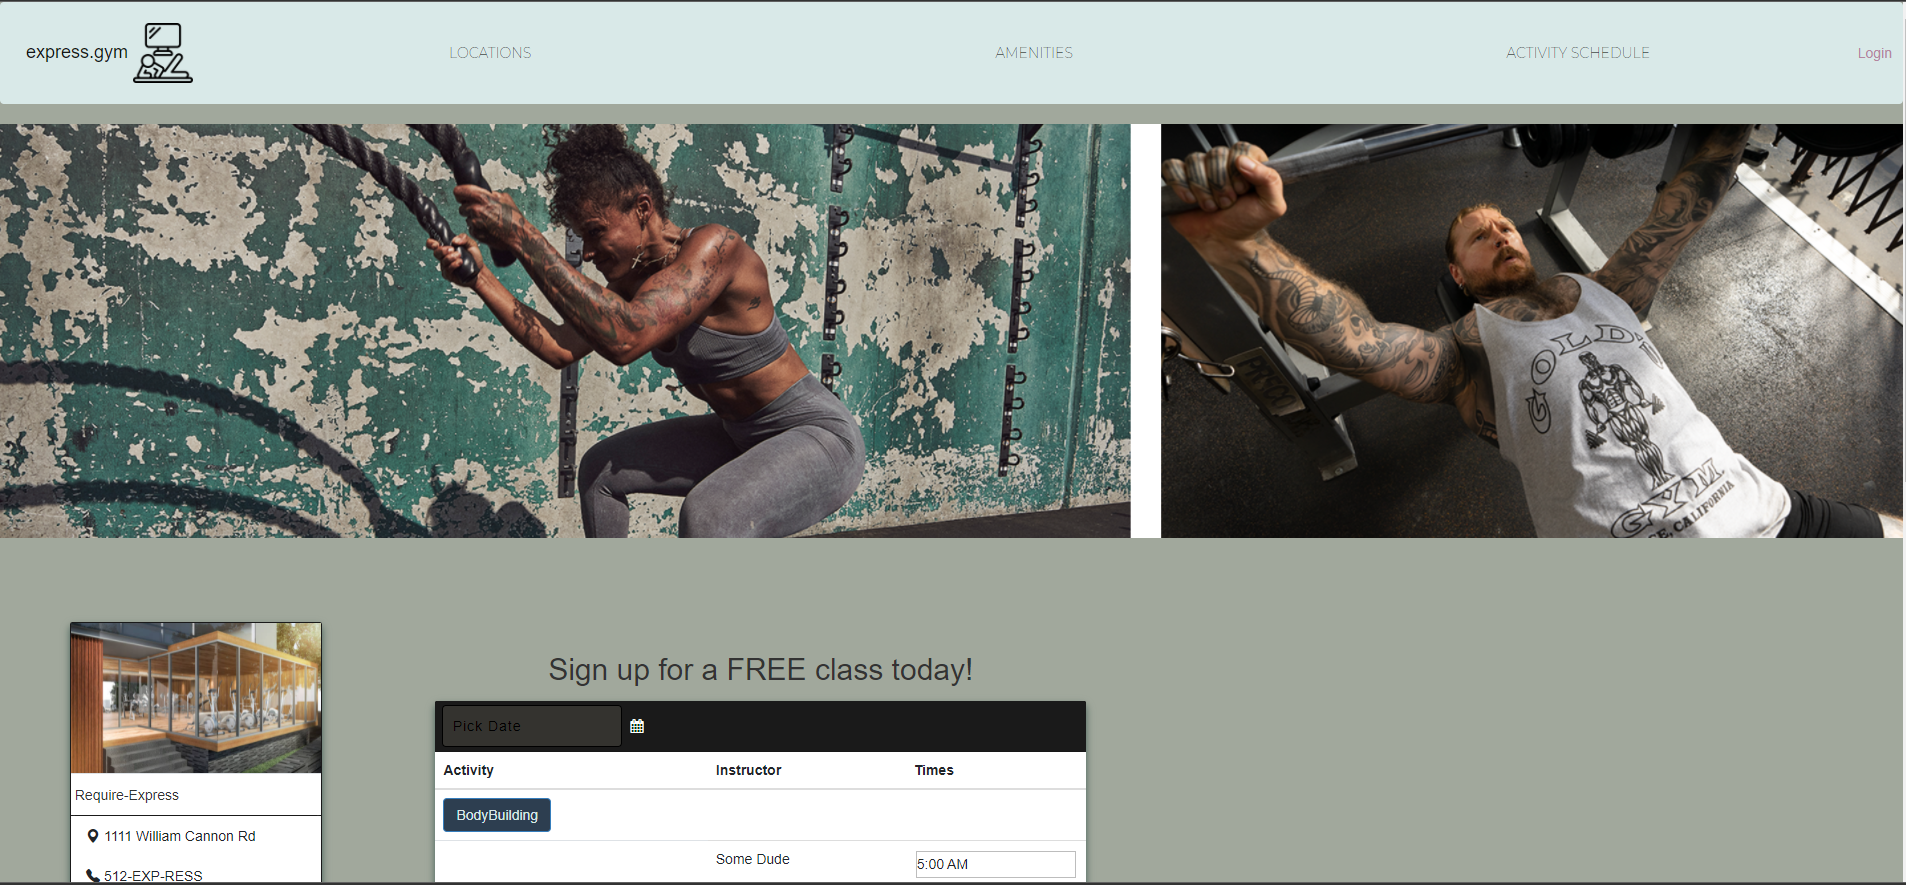 express.gym
LOCATIONS
AMENITIES
ACTIVITY SCHEDULE
Login
GOLD'S
GYM
CE, CALIFORNIA
Sign up for a FREE class today!
Pick Date
Activity Instructor Times
BodyBuilding
Some Dude 5:00 AM
Require-Express
1111 William Cannon Rd
512-EXP-RESS